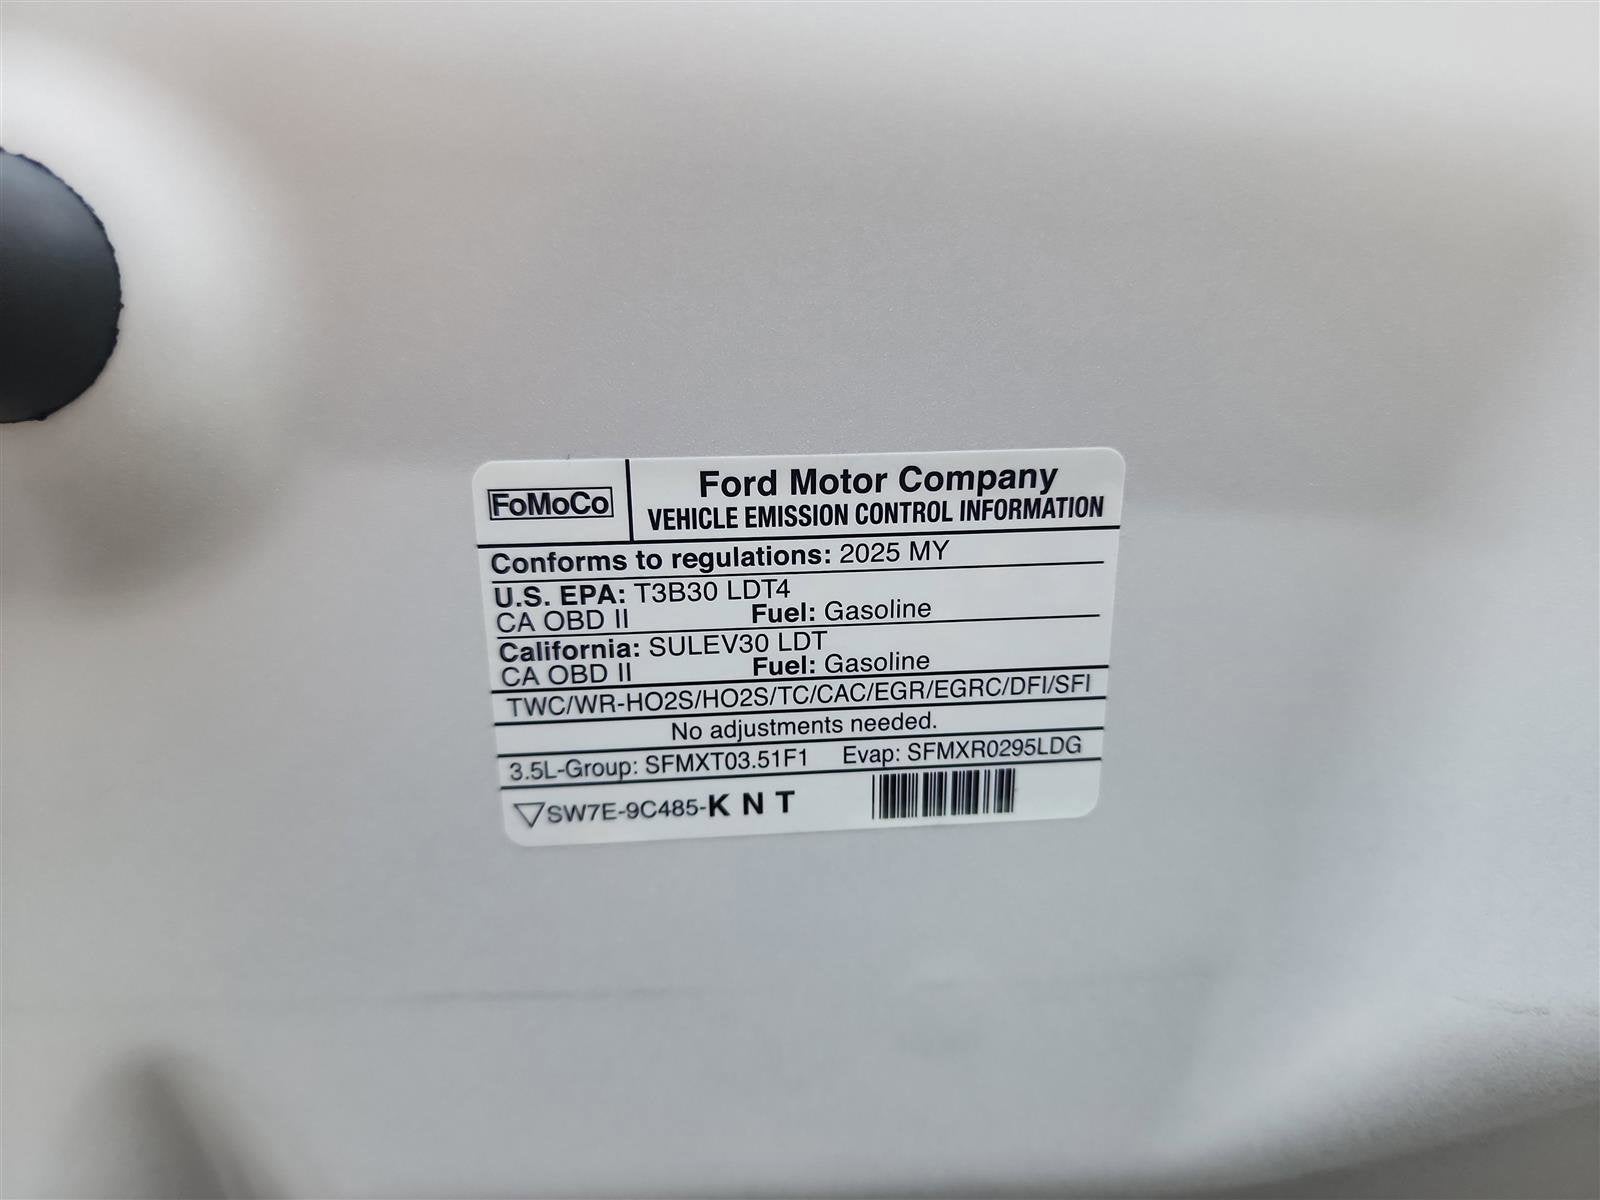 FoMoCo
Ford Motor Company
VEHICLE EMISSION CONTROL INFORMATION
Conforms to regulations: 2025 MY
U.S. EPA: T3B30 LDT4
CA OBD II Fuel: Gasoline
California: SULEV30 LDT
CA OBD II Fuel: Gasoline
TWC/WR-HO2S/HO2S/TC/CAC/EGR/EGRC/DFI/SFI
No adjustments needed.
3.5L-Group: SFMXT03.51F1 Evap: SFMXR0295LDG
SW7E-9C485-K N T